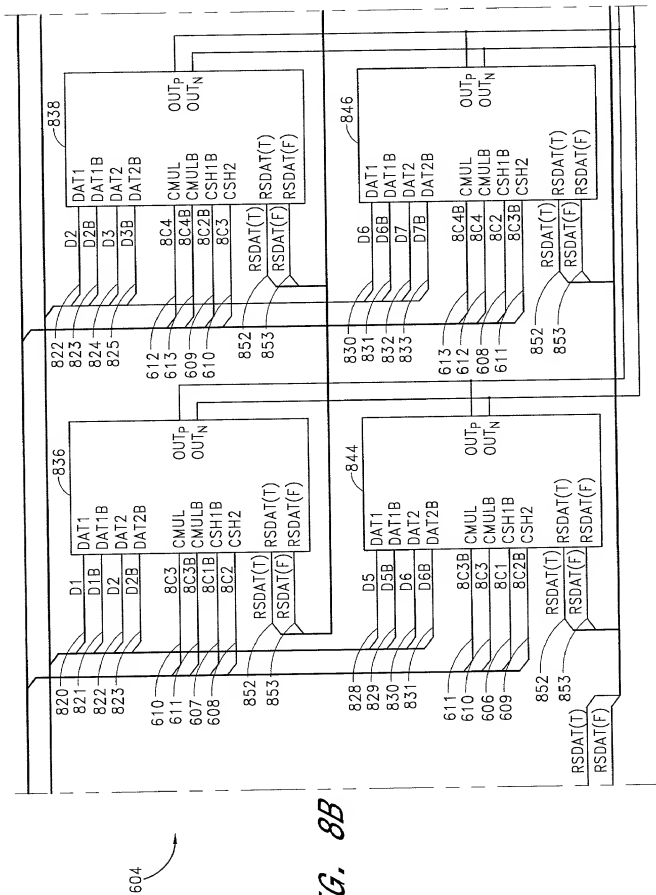 604
836
820 D1 DAT1
821 D1B DAT1B
822 D2 DAT2
823 D2B DAT2B
610 8C3 CMUL
611 8C3B CMULB
607 8C1B CSH1B
608 8C2 CSH2
852 RSDAT(T) RSDAT(T)
853 RSDAT(F) RSDAT(F)
OUTP
OUTN
838
822 D2 DAT1
823 D2B DAT1B
824 D3 DAT2
825 D3B DAT2B
612 8C4 CMUL
613 8C4B CMULB
609 8C2B CSH1B
610 8C3 CSH2
852 RSDAT(T) RSDAT(T)
853 RSDAT(F) RSDAT(F)
OUTP
OUTN
844
828 D5 DAT1
829 D5B DAT1B
830 D6 DAT2
831 D6B DAT2B
611 8C3B CMUL
610 8C3 CMULB
606 8C1 CSH1B
609 8C2B CSH2
852 RSDAT(T) RSDAT(T)
853 RSDAT(F) RSDAT(F)
OUTP
OUTN
846
830 D6 DAT1
831 D6B DAT1B
832 D7 DAT2
833 D7B DAT2B
613 8C4B CMUL
612 8C4 CMULB
608 8C2 CSH1B
611 8C3B CSH2
852 RSDAT(T) RSDAT(T)
853 RSDAT(F) RSDAT(F)
OUTP
OUTN
RSDAT(T)
RSDAT(F)
G. 8B